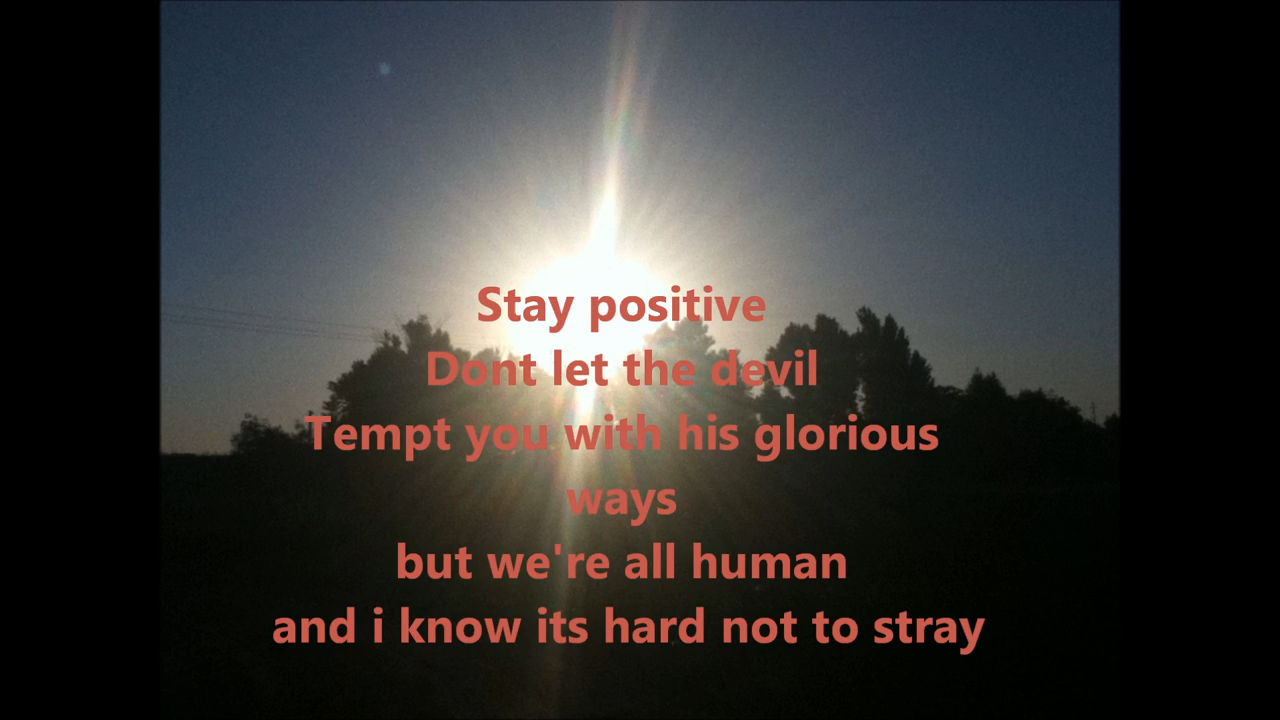 Stay positive
Dont let the devil
Tempt you with his glorious
ways
but we're all human
and i know its hard not to stray